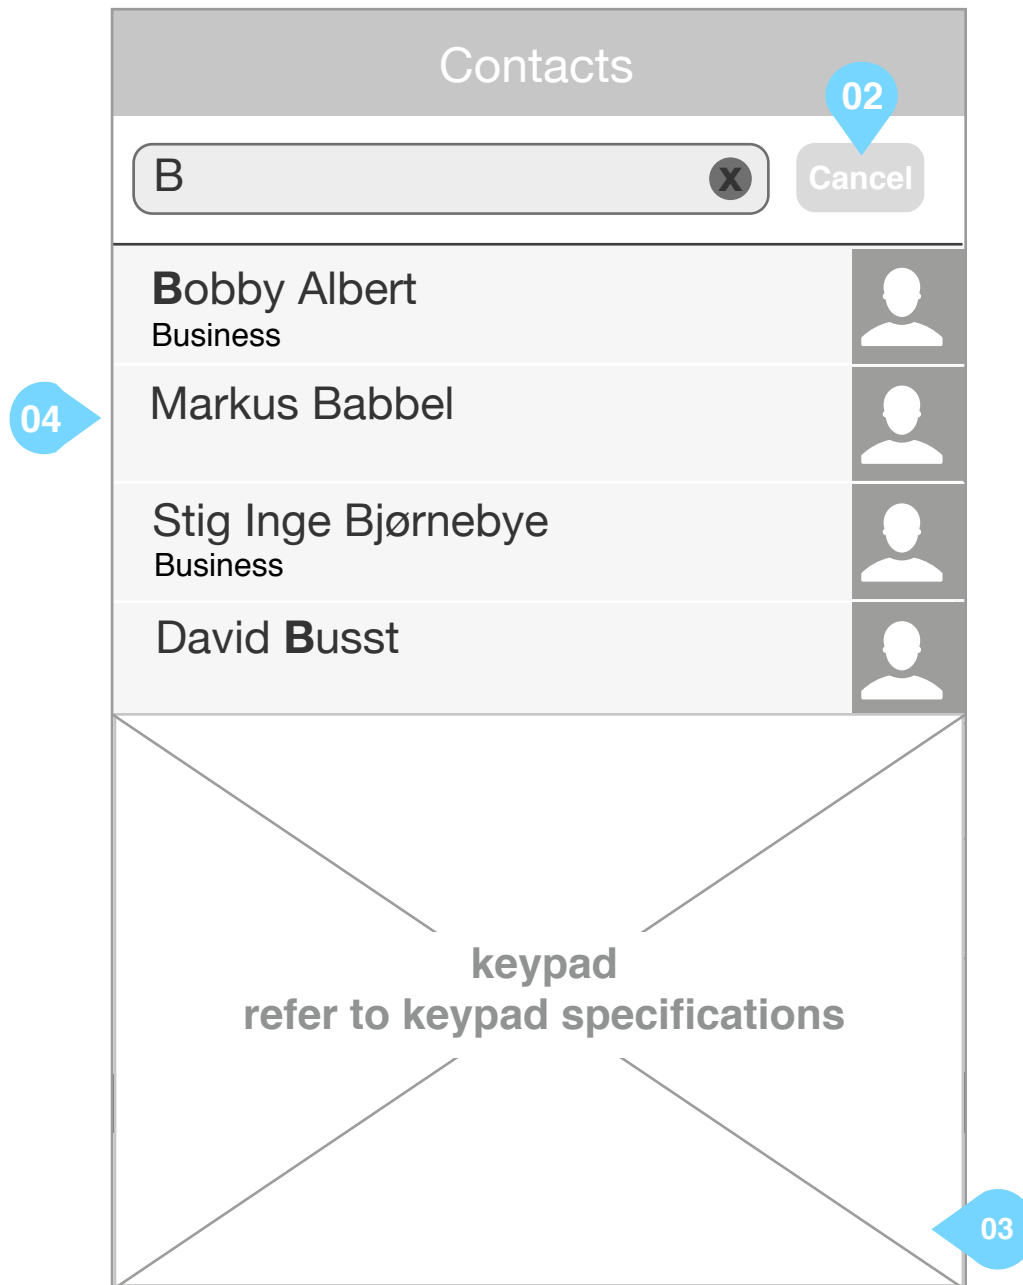 Contacts
02
B
X
Cancel
Bobby Albert
Business
04
Markus Babbel
Stig Inge Bjørnebye
Business
David Busst
keypad
refer to keypad specifications
03